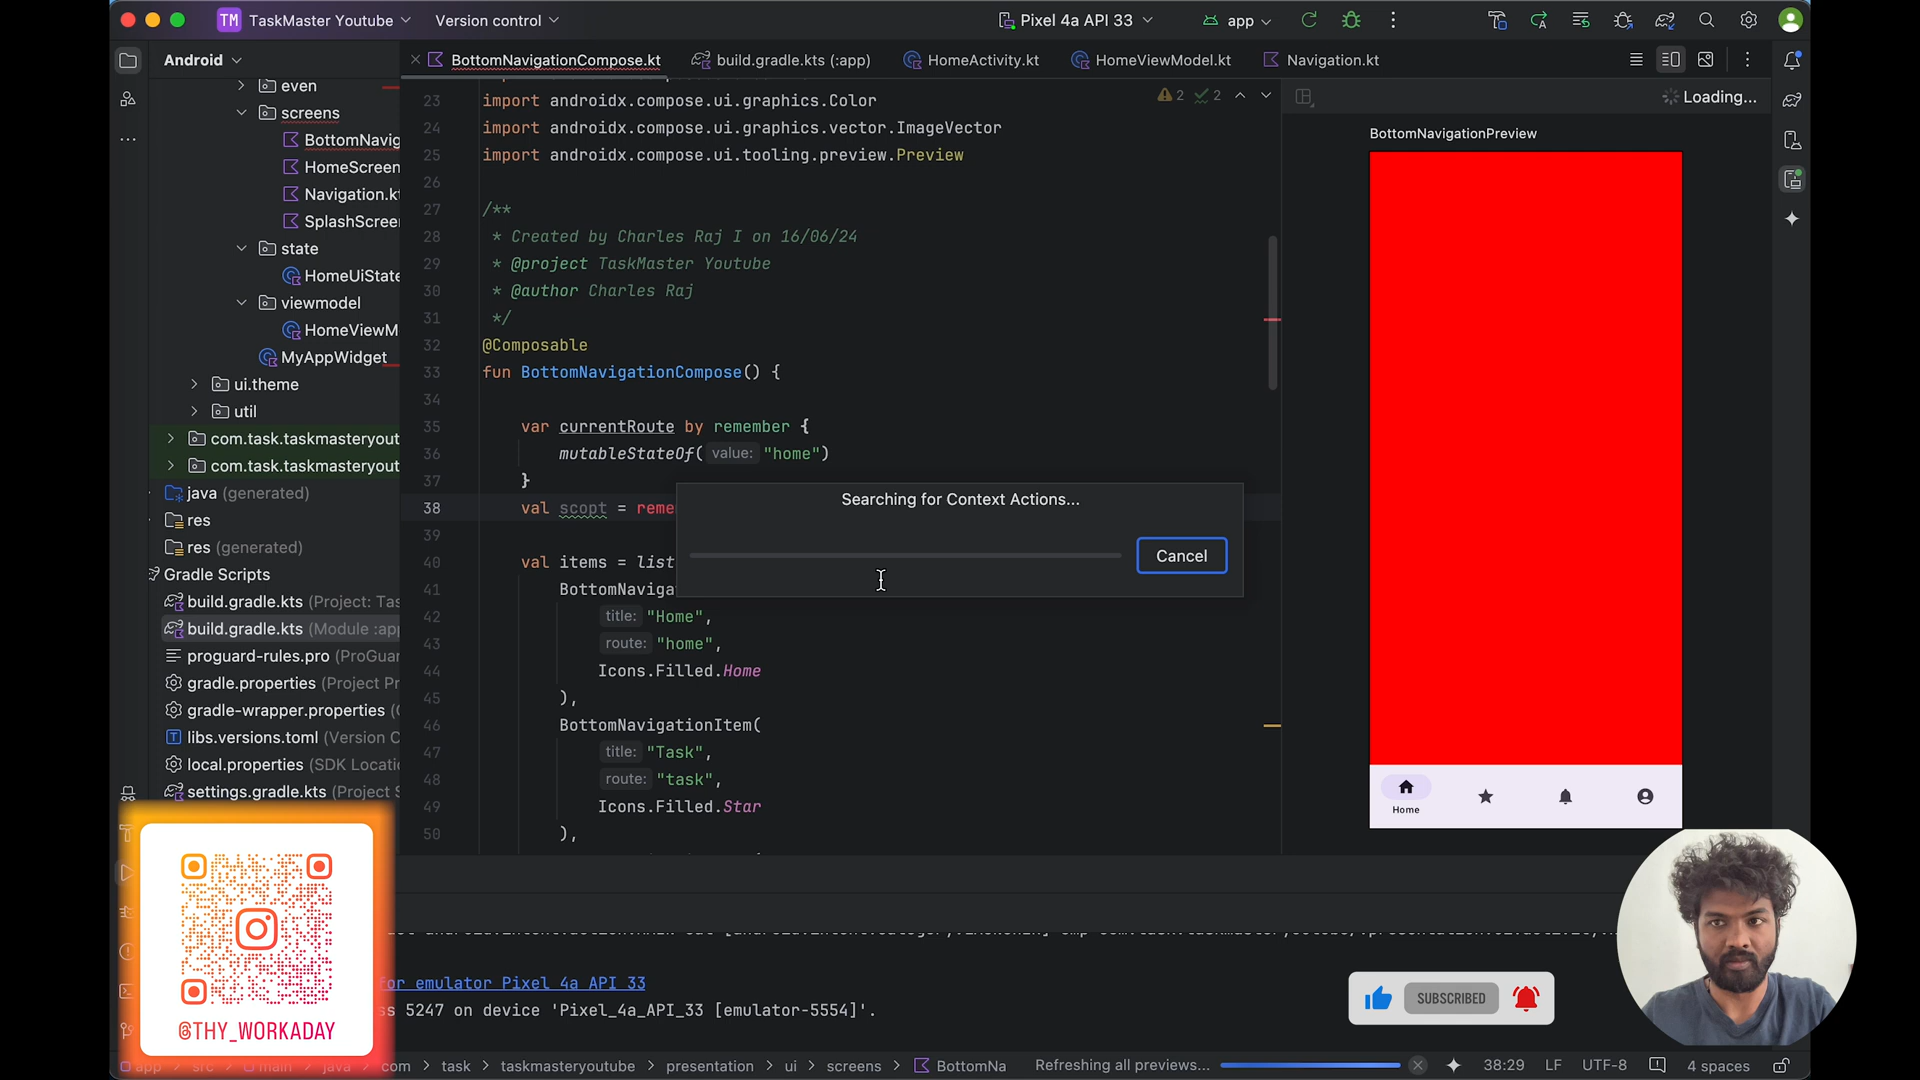 TM TaskMaster Youtube Version control Pixel 4a API 33 app
Android
BottomNavigationCompose.kt build.gradle.kts (:app) HomeActivity.kt HomeViewModel.kt Navigation.kt
even
screens
BottomNavig
HomeScreen
Navigation.kt
SplashScree
state
HomeUiState
viewmodel
HomeViewM
MyAppWidget
ui.theme
util
com.task.taskmasteryout
com.task.taskmasteryout
java (generated)
res
res (generated)
Gradle Scripts
build.gradle.kts (Project: Tas
build.gradle.kts (Module :app
proguard-rules.pro (ProGuar
gradle.properties (Project Pr
gradle-wrapper.properties (
libs.versions.toml (Version C
local.properties (SDK Locati
settings.gradle.kts (Project S
2 2
23 import androidx.compose.ui.graphics.Color
24 import androidx.compose.ui.graphics.vector.ImageVector
25 import androidx.compose.ui.tooling.preview.Preview
26
27 /**
28 * Created by Charles Raj I on 16/06/24
29 * @project TaskMaster Youtube
30 * @author Charles Raj
31 */
32 @Composable
33 fun BottomNavigationCompose() {
34
35 var currentRoute by remember {
36 mutableStateOf( value: "home")
37 }
38 val scopt = reme
39
40 val items = list
41 BottomNaviga
42 title: "Home",
43 route: "home",
44 Icons.Filled.Home
45 ),
46 BottomNavigationItem(
47 title: "Task",
48 route: "task",
49 Icons.Filled.Star
50 ),
Searching for Context Actions...
Cancel
Loading...
BottomNavigationPreview
Home
for emulator Pixel 4a API 33
ss 5247 on device 'Pixel_4a_API_33 [emulator-5554]'.
@THY_WORKADAY
SUBSCRIBED
app src main java com task taskmasteryoutube presentation ui screens BottomNa Refreshing all previews... 38:29 LF UTF-8 4 spaces